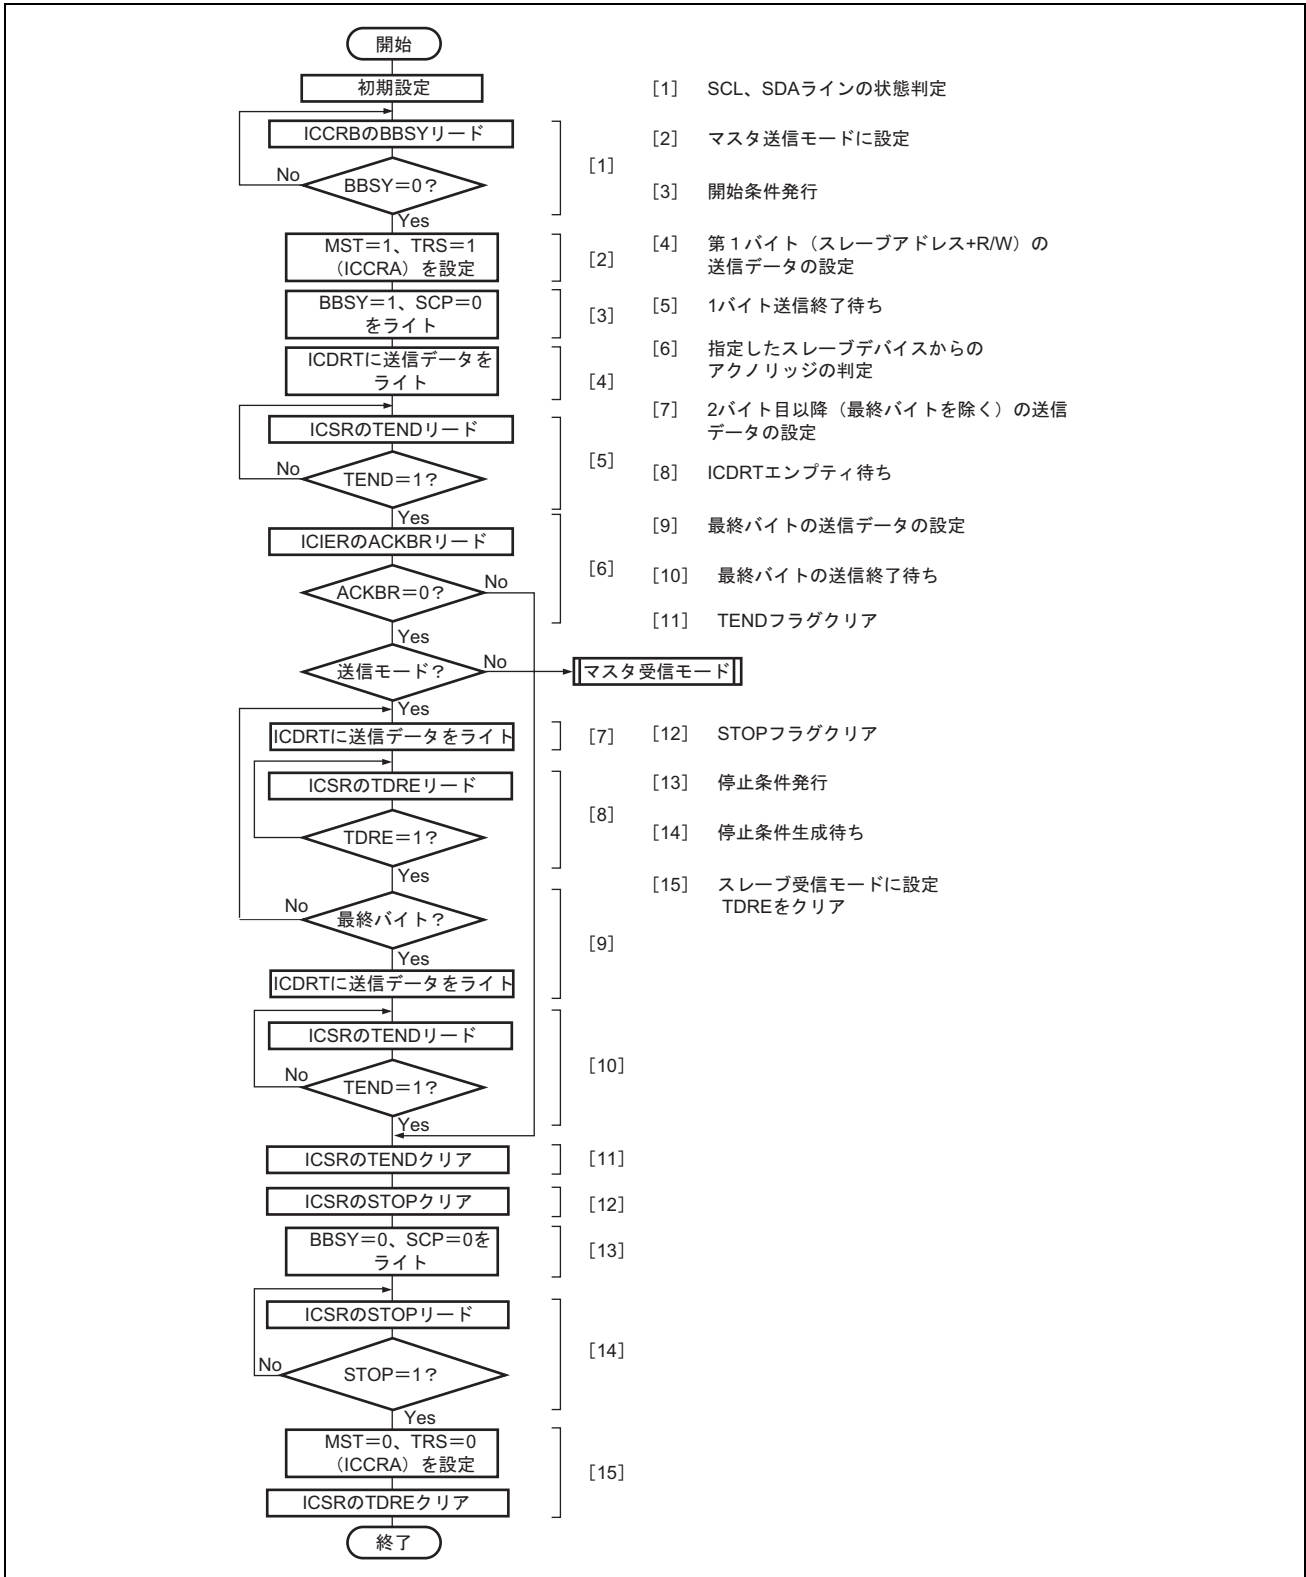 開始
初期設定
ICCRBのBBSYリード
No
BBSY=0?
Yes
[1]
MST=1、TRS=1
(ICCRA) を設定
[2]
BBSY=1、SCP=0
をライト
[3]
ICDRTに送信データを
ライト
[4]
ICSRのTENDリード
No
TEND=1?
Yes
[5]
ICIERのACKBRリード
ACKBR=0?
No
Yes
[6]
送信モード?
No
マスタ受信モード
Yes
ICDRTに送信データをライト
[7]
ICSRのTDREリード
TDRE=1?
Yes
[8]
No
最終バイト?
Yes
ICDRTに送信データをライト
[9]
ICSRのTENDリード
No
TEND=1?
Yes
[10]
ICSRのTENDクリア
[11]
ICSRのSTOPクリア
[12]
BBSY=0、SCP=0を
ライト
[13]
ICSRのSTOPリード
No
STOP=1?
Yes
[14]
MST=0、TRS=0
(ICCRA) を設定
ICSRのTDREクリア
[15]
終了
[1] SCL、SDAラインの状態判定
[2] マスタ送信モードに設定
[3] 開始条件発行
[4] 第1バイト(スレーブアドレス+R/W)の
送信データの設定
[5] 1バイト送信終了待ち
[6] 指定したスレーブデバイスからの
アクノリッジの判定
[7] 2バイト目以降(最終バイトを除く)の送信
データの設定
[8] ICDRTエンプティ待ち
[9] 最終バイトの送信データの設定
[10] 最終バイトの送信終了待ち
[11] TENDフラグクリア
[12] STOPフラグクリア
[13] 停止条件発行
[14] 停止条件生成待ち
[15] スレーブ受信モードに設定
TDREをクリア